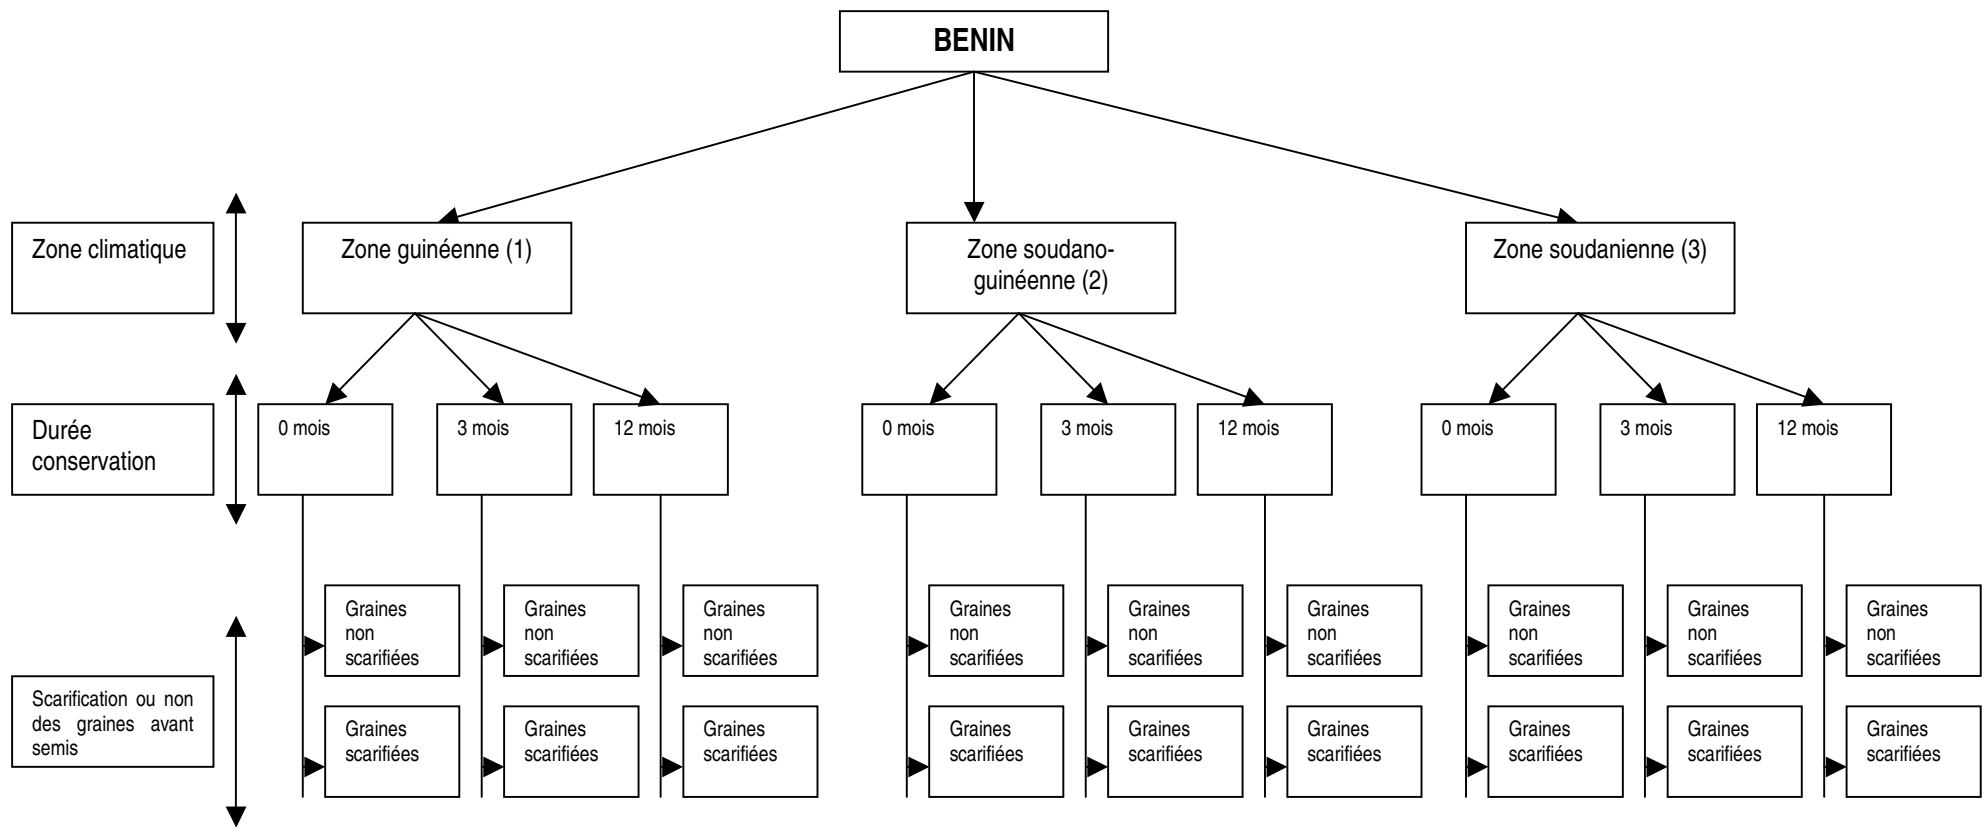 BENIN
Zone climatique
Zone guinéenne (1)
Zone soudano-
guinéenne (2)
Zone soudanienne (3)
Durée
conservation
0 mois
3 mois
12 mois
0 mois
3 mois
12 mois
0 mois
3 mois
12 mois
Scarification ou non
des graines avant
semis
Graines
non
scarifiées
Graines
non
scarifiées
Graines
non
scarifiées
Graines
non
scarifiées
Graines
non
scarifiées
Graines
non
scarifiées
Graines
non
scarifiées
Graines
non
scarifiées
Graines
non
scarifiées
Graines
scarifiées
Graines
scarifiées
Graines
scarifiées
Graines
scarifiées
Graines
scarifiées
Graines
scarifiées
Graines
scarifiées
Graines
scarifiées
Graines
scarifiées